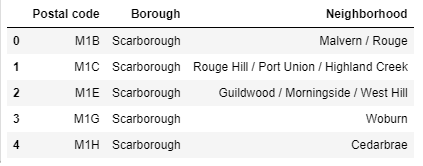 Postal code Borough Neighborhood
0 M1B Scarborough Malvern / Rouge
1 M1C Scarborough Rouge Hill / Port Union / Highland Creek
2 M1E Scarborough Guildwood / Morningside / West Hill
3 M1G Scarborough Woburn
4 M1H Scarborough Cedarbrae